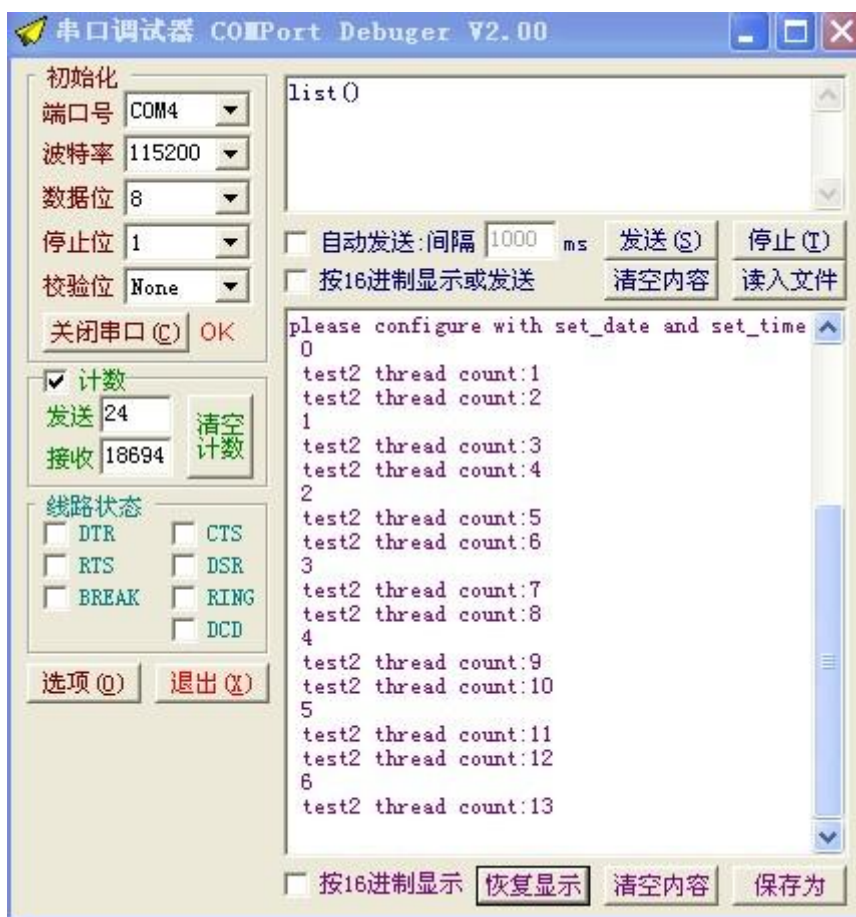 串口调试器 COMPort Debuger V2.00
初始化
端口号 COM4
波特率 115200
数据位 8
停止位 1
校验位 None
关闭串口(C) OK
计数
发送 24
接收 18694
清空
计数
线路状态
DTR CTS
RTS DSR
BREAK RING
DCD
选项(O) 退出(X)
list()
自动发送:间隔 1000 ms 发送(S) 停止(T)
按16进制显示或发送 清空内容 读入文件
please configure with set_date and set_time
0
test2 thread count:1
test2 thread count:2
1
test2 thread count:3
test2 thread count:4
2
test2 thread count:5
test2 thread count:6
3
test2 thread count:7
test2 thread count:8
4
test2 thread count:9
test2 thread count:10
5
test2 thread count:11
test2 thread count:12
6
test2 thread count:13
按16进制显示 恢复显示 清空内容 保存为